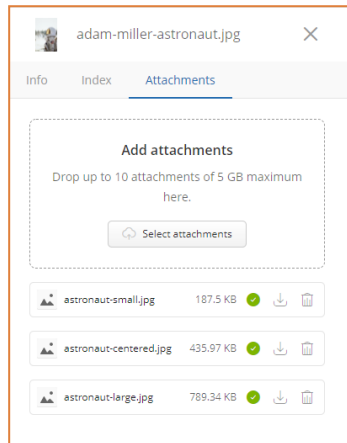 adam-miller-astronaut.jpg
Info Index Attachments
Add attachments
Drop up to 10 attachments of 5 GB maximum
here.
Select attachments
astronaut-small.jpg 187.5 KB
astronaut-centered.jpg 435.97 KB
astronaut-large.jpg 789.34 KB